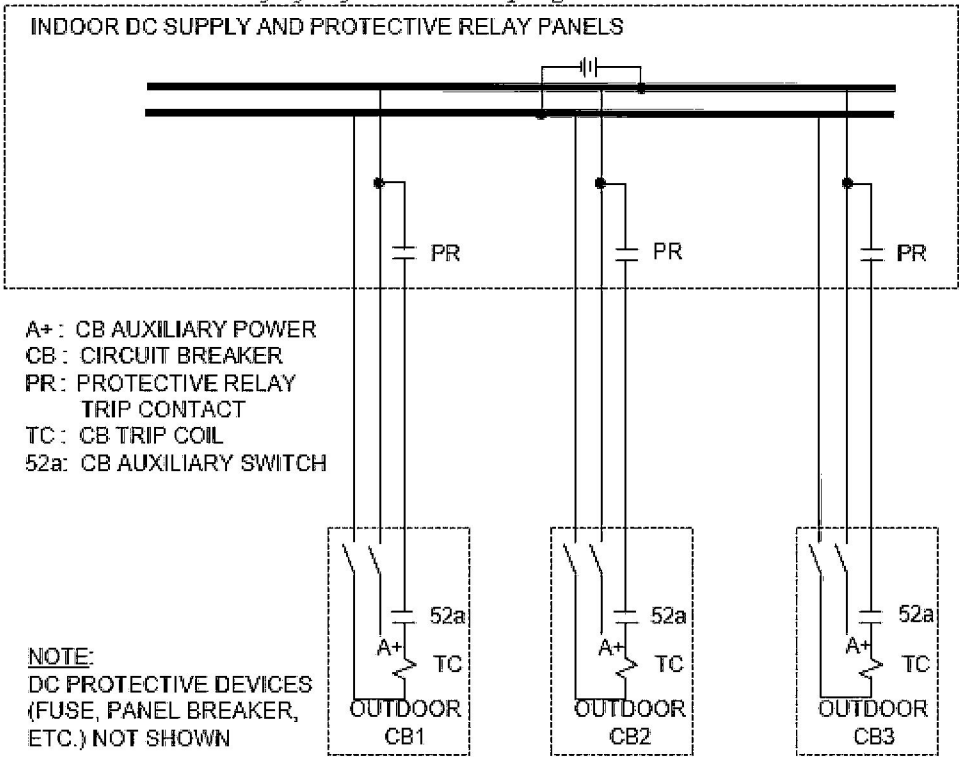 INDOOR DC SUPPLY AND PROTECTIVE RELAY PANELS
PR
PR
PR
A+ : CB AUXILIARY POWER
CB : CIRCUIT BREAKER
PR : PROTECTIVE RELAY
TRIP CONTACT
TC : CB TRIP COIL
52a: CB AUXILIARY SWITCH
52a
52a
52a
A+
A+
A+
TC
TC
TC
NOTE:
DC PROTECTIVE DEVICES
(FUSE, PANEL BREAKER,
ETC.) NOT SHOWN
OUTDOOR
CB1
OUTDOOR
CB2
OUTDOOR
CB3